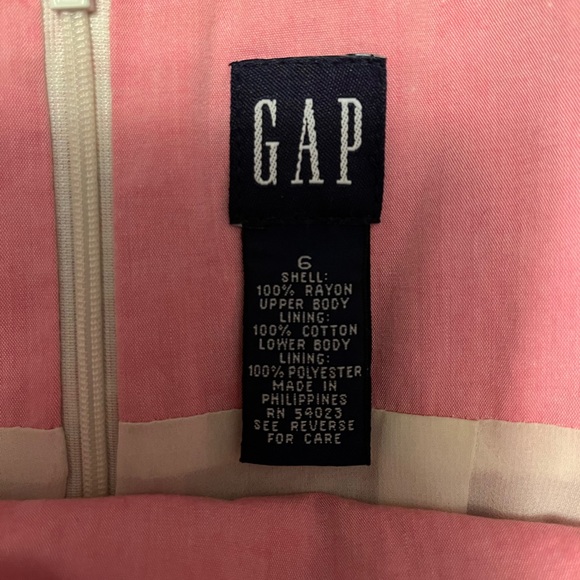 GAP
6
SHELL:
100% RAYON
UPPER BODY
LINING:
100% COTTON
LOWER BODY
LINING:
100% POLYESTER
MADE IN
PHILIPPINES
RN 54023
SEE REVERSE
FOR CARE